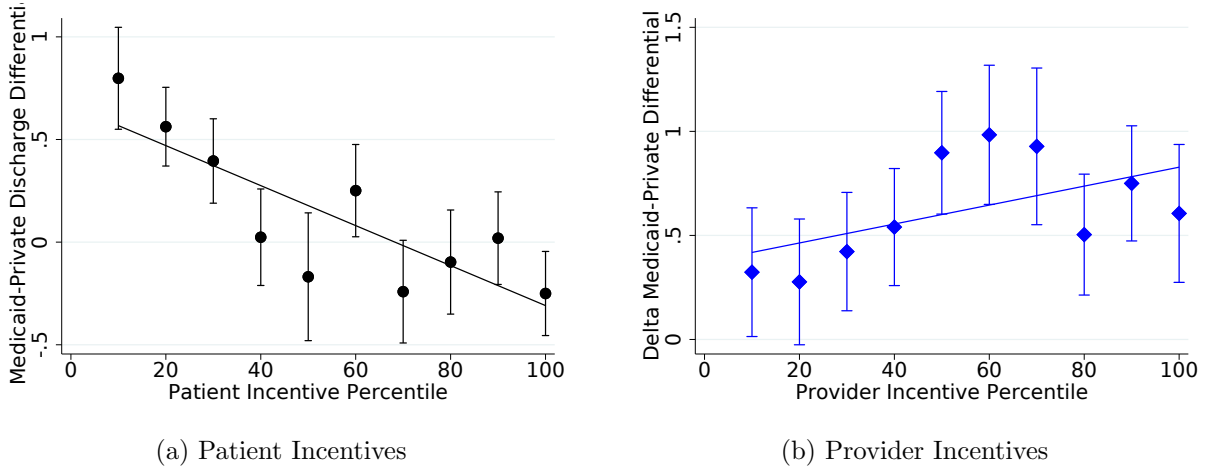 Medicaid-Private Discharge Differenti
1
.5
0
-.5
0 20 40 60 80 100
Patient Incentive Percentile
(a) Patient Incentives
Delta Medicaid-Private Differential
1.5
1
.5
0
0 20 40 60 80 100
Provider Incentive Percentile
(b) Provider Incentives